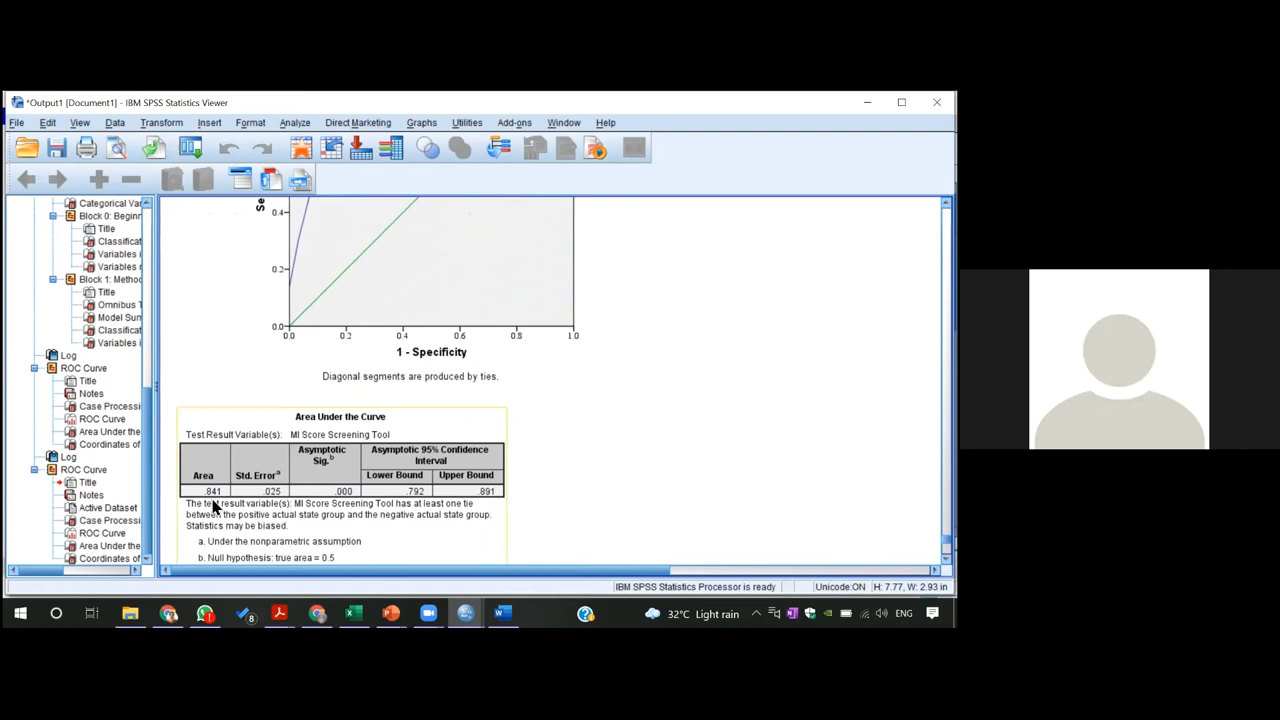 *Output1 [Document1] - IBM SPSS Statistics Viewer
File Edit View Data Transform Insert Format Analyze Direct Marketing Graphs Utilities Add-ons Window Help
Categorical Var
Block 0: Beginn
Title
Classificat
Variables i
Variables n
Block 1: Metho
Title
Omnibus T
Model Sum
Classificat
Variables i
Log
ROC Curve
Title
Notes
Case Processi
ROC Curve
Area Under the
Coordinates of
Log
ROC Curve
Title
Notes
Active Dataset
Case Processi
ROC Curve
Area Under the
Coordinates of
Se
0.4
0.2
0.0
0.0 0.2 0.4 0.6 0.8 1.0
1 - Specificity
Diagonal segments are produced by ties.
Area Under the Curve
Test Result Variable(s): MI Score Screening Tool
Area Std. Errora Asymptotic Sig.b Asymptotic 95% Confidence Interval
Lower Bound Upper Bound
.841 .025 .000 .792 .891
The test result variable(s): MI Score Screening Tool has at least one tie
between the positive actual state group and the negative actual state group.
Statistics may be biased.
a. Under the nonparametric assumption
b. Null hypothesis: true area = 0.5
IBM SPSS Statistics Processor is ready Unicode:ON H: 7.77, W: 2.93 in
8 32°C Light rain ENG